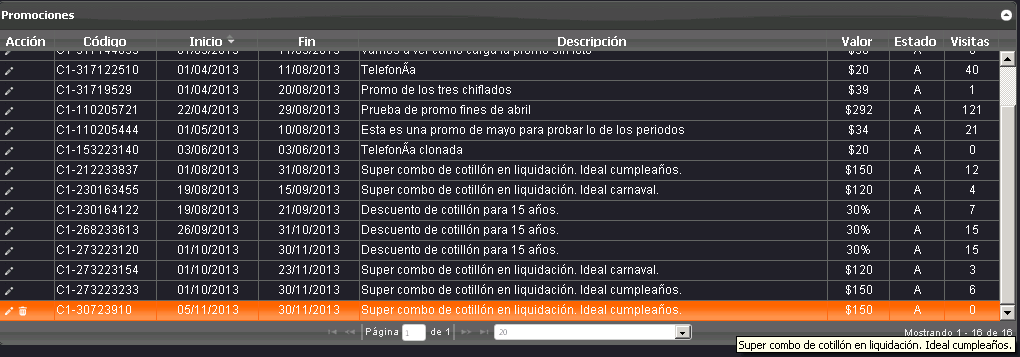 Promociones
Acción Código Inicio Fin Descripción Valor Estado Visitas
C1-317122510 01/04/2013 11/08/2013 TelefonÃa $20 A 40
C1-31719529 01/04/2013 20/08/2013 Promo de los tres chiflados $39 A 1
C1-110205721 22/04/2013 29/08/2013 Prueba de promo fines de abril $292 A 121
C1-110205444 01/05/2013 10/08/2013 Esta es una promo de mayo para probar lo de los periodos $34 A 21
C1-153223140 03/06/2013 03/06/2013 TelefonÃa clonada $20 A 0
C1-212233837 01/08/2013 31/08/2013 Super combo de cotillón en liquidación. Ideal cumpleaños. $150 A 12
C1-230163455 19/08/2013 15/09/2013 Super combo de cotillón en liquidación. Ideal carnaval. $120 A 4
C1-230164122 19/08/2013 21/09/2013 Descuento de cotillón para 15 años. 30% A 7
C1-268233613 26/09/2013 31/10/2013 Descuento de cotillón para 15 años. 30% A 15
C1-273223120 01/10/2013 30/11/2013 Descuento de cotillón para 15 años. 30% A 15
C1-273223154 01/10/2013 23/11/2013 Super combo de cotillón en liquidación. Ideal carnaval. $120 A 3
C1-273223233 01/10/2013 30/11/2013 Super combo de cotillón en liquidación. Ideal cumpleaños. $150 A 6
C1-30723910 05/11/2013 30/11/2013 Super combo de cotillón en liquidación. Ideal cumpleaños. $150 A 0
Página 1 de 1 20 Mostrando 1 - 16 de 16
Super combo de cotillón en liquidación. Ideal cumpleaños.